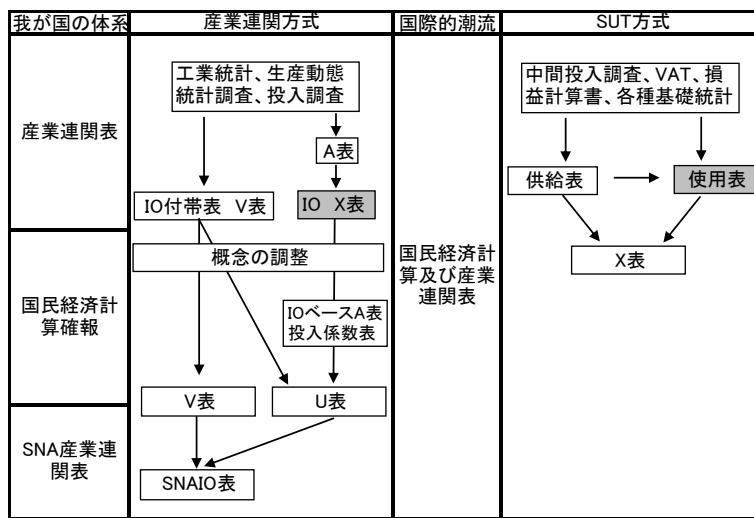 我が国の体系
産業連関方式
国際的潮流
SUT方式
産業連関表
工業統計、生産動態
統計調査、投入調査
A表
IO付帯表 V表
IO X表
国民経済計
算確報
概念の調整
IOベースA表
投入係数表
V表
U表
SNA産業連
関表
SNAIO表
国民経済計
算及び産業
連関表
中間投入調査、VAT、損
益計算書、各種基礎統計
供給表
使用表
X表